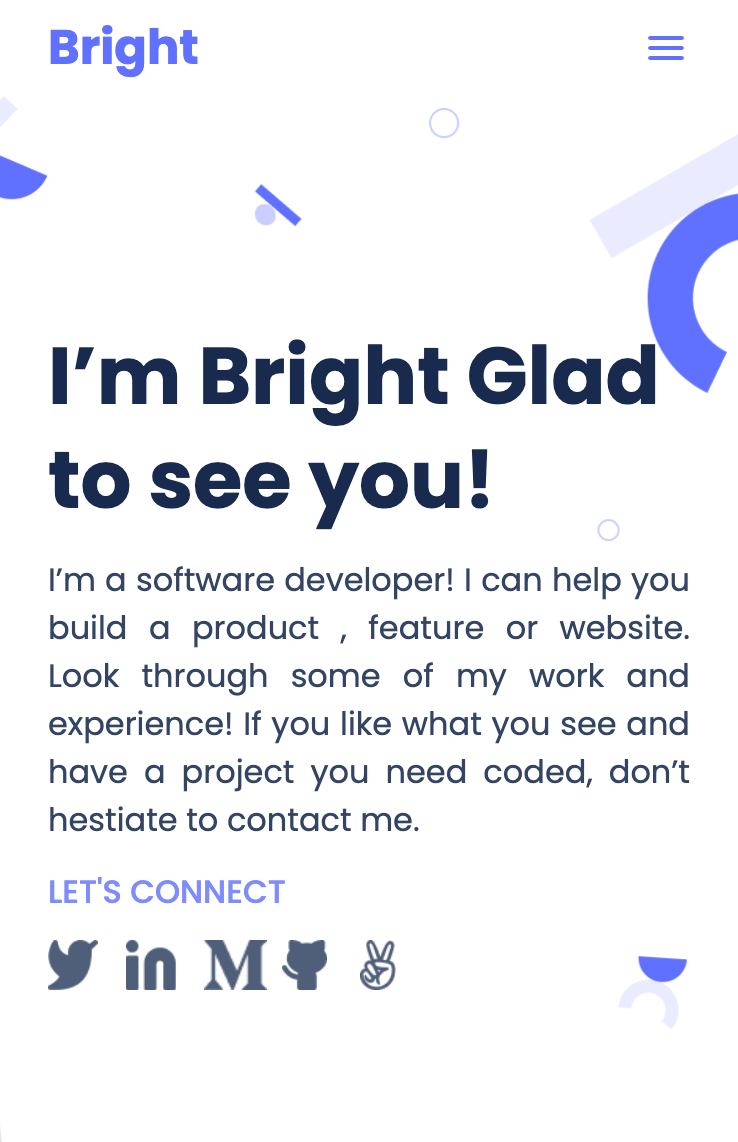 Bright
I’m Bright Glad
to see you!
I’m a software developer! I can help you
build a product , feature or website.
Look through some of my work and
experience! If you like what you see and
have a project you need coded, don’t
hestiate to contact me.
LET'S CONNECT